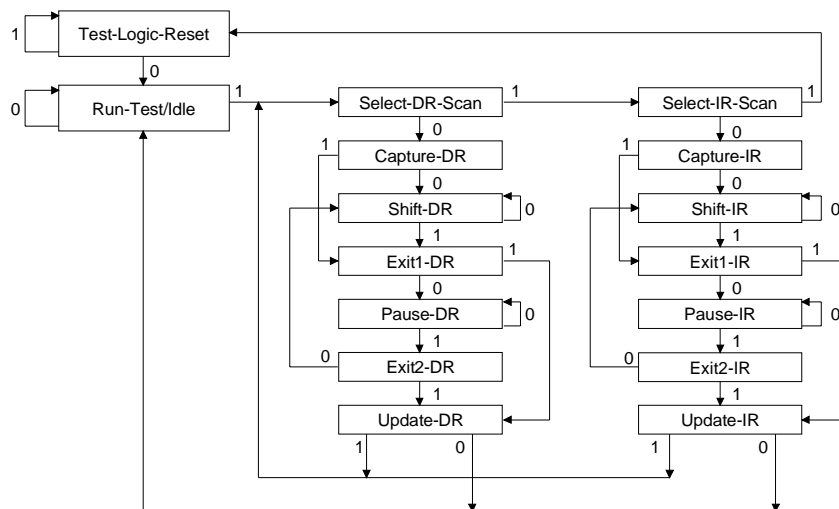 1 Test-Logic-Reset
0
0 Run-Test/Idle 1 Select-DR-Scan 1 Select-IR-Scan 1
0 0
1 Capture-DR 1 Capture-IR
0 0
Shift-DR 0 Shift-IR 0
1 1
Exit1-DR 1 Exit1-IR 1
0 0
Pause-DR 0 Pause-IR 0
1 1
0 Exit2-DR 0 Exit2-IR
1 1
Update-DR Update-IR
1 0 1 0